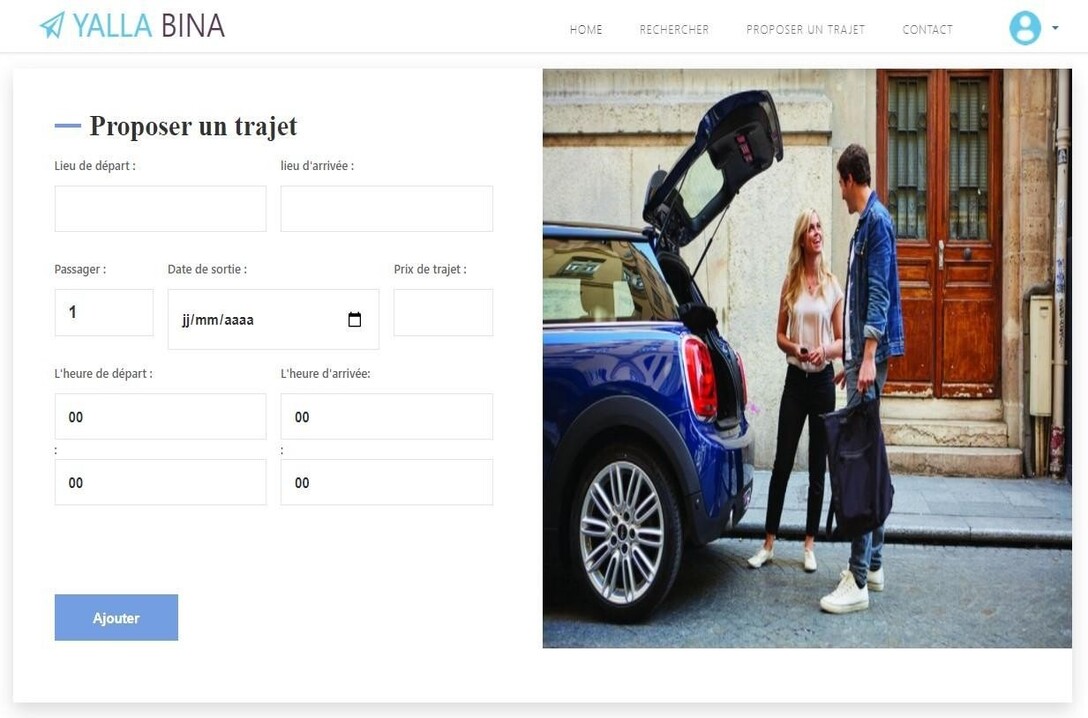 YALLA BINA
HOME RECHERCHER PROPOSER UN TRAJET CONTACT
Proposer un trajet
Lieu de départ : lieu d'arrivée :
Passager : Date de sortie : Prix de trajet :
1 jj/mm/aaaa
L'heure de départ : L'heure d'arrivée:
00 00
: :
00 00
Ajouter